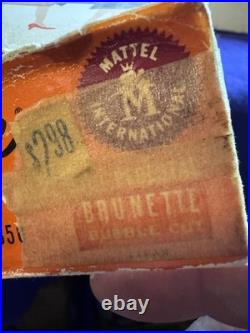 MATTEL
M
INTERNATIONAL
$2.98
BRUNETTE
BUBBLE CUT